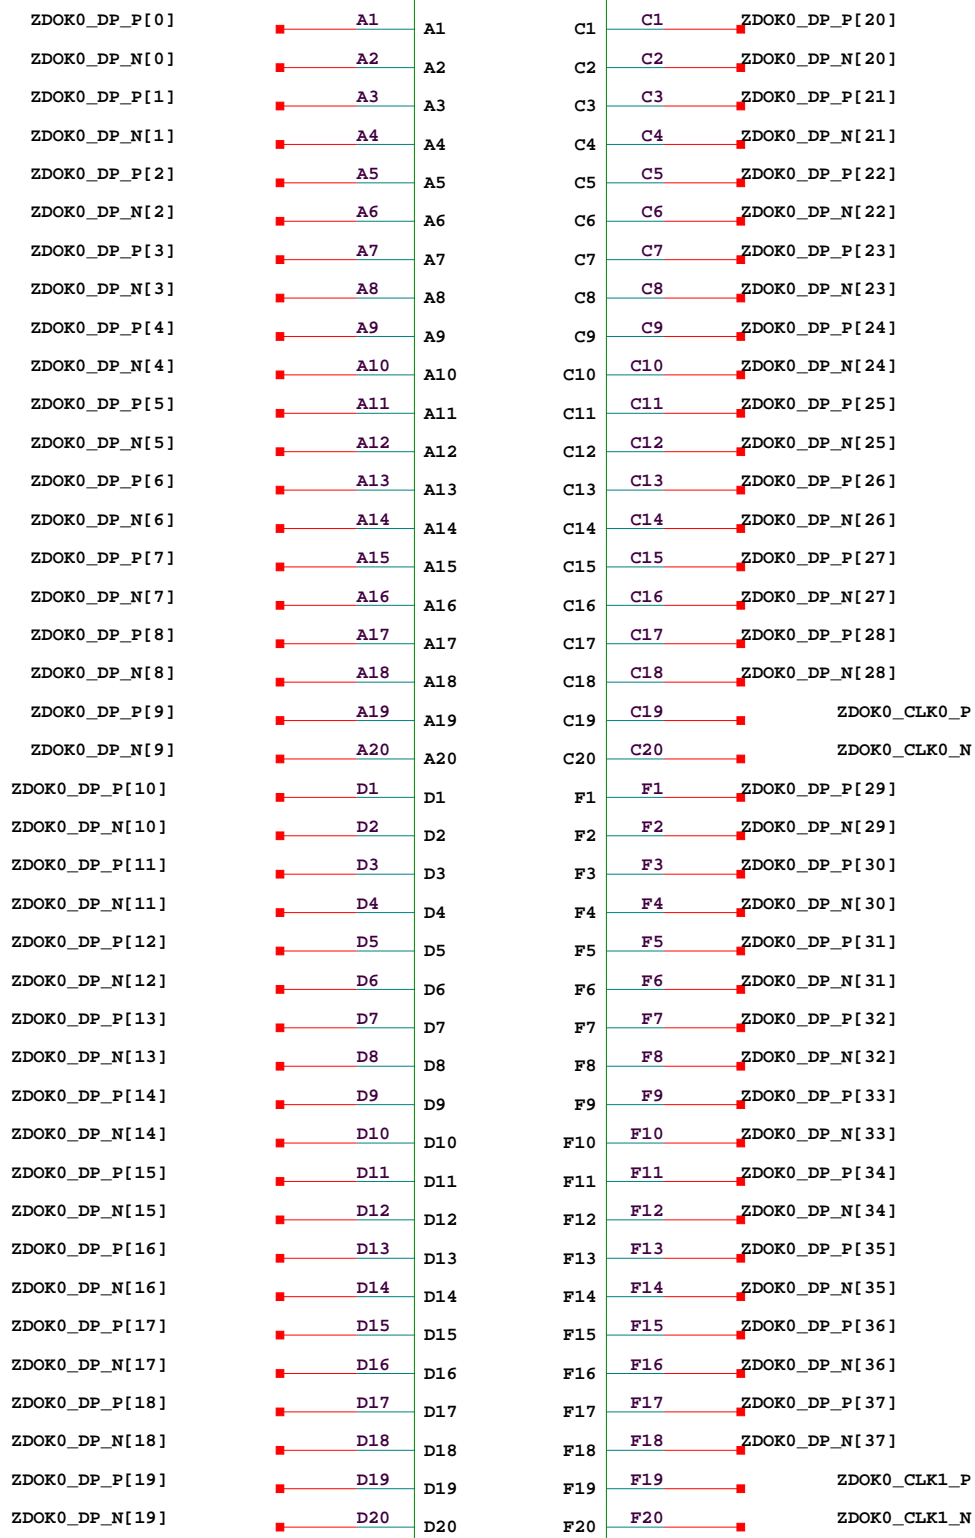 ZDOK0_DP_P[0] A1 A1 C1 C1 ZDOK0_DP_P[20]
ZDOK0_DP_N[0] A2 A2 C2 C2 ZDOK0_DP_N[20]
ZDOK0_DP_P[1] A3 A3 C3 C3 ZDOK0_DP_P[21]
ZDOK0_DP_N[1] A4 A4 C4 C4 ZDOK0_DP_N[21]
ZDOK0_DP_P[2] A5 A5 C5 C5 ZDOK0_DP_P[22]
ZDOK0_DP_N[2] A6 A6 C6 C6 ZDOK0_DP_N[22]
ZDOK0_DP_P[3] A7 A7 C7 C7 ZDOK0_DP_P[23]
ZDOK0_DP_N[3] A8 A8 C8 C8 ZDOK0_DP_N[23]
ZDOK0_DP_P[4] A9 A9 C9 C9 ZDOK0_DP_P[24]
ZDOK0_DP_N[4] A10 A10 C10 C10 ZDOK0_DP_N[24]
ZDOK0_DP_P[5] A11 A11 C11 C11 ZDOK0_DP_P[25]
ZDOK0_DP_N[5] A12 A12 C12 C12 ZDOK0_DP_N[25]
ZDOK0_DP_P[6] A13 A13 C13 C13 ZDOK0_DP_P[26]
ZDOK0_DP_N[6] A14 A14 C14 C14 ZDOK0_DP_N[26]
ZDOK0_DP_P[7] A15 A15 C15 C15 ZDOK0_DP_P[27]
ZDOK0_DP_N[7] A16 A16 C16 C16 ZDOK0_DP_N[27]
ZDOK0_DP_P[8] A17 A17 C17 C17 ZDOK0_DP_P[28]
ZDOK0_DP_N[8] A18 A18 C18 C18 ZDOK0_DP_N[28]
ZDOK0_DP_P[9] A19 A19 C19 C19 ZDOK0_CLK0_P
ZDOK0_DP_N[9] A20 A20 C20 C20 ZDOK0_CLK0_N
ZDOK0_DP_P[10] D1 D1 F1 F1 ZDOK0_DP_P[29]
ZDOK0_DP_N[10] D2 D2 F2 F2 ZDOK0_DP_N[29]
ZDOK0_DP_P[11] D3 D3 F3 F3 ZDOK0_DP_P[30]
ZDOK0_DP_N[11] D4 D4 F4 F4 ZDOK0_DP_N[30]
ZDOK0_DP_P[12] D5 D5 F5 F5 ZDOK0_DP_P[31]
ZDOK0_DP_N[12] D6 D6 F6 F6 ZDOK0_DP_N[31]
ZDOK0_DP_P[13] D7 D7 F7 F7 ZDOK0_DP_P[32]
ZDOK0_DP_N[13] D8 D8 F8 F8 ZDOK0_DP_N[32]
ZDOK0_DP_P[14] D9 D9 F9 F9 ZDOK0_DP_P[33]
ZDOK0_DP_N[14] D10 D10 F10 F10 ZDOK0_DP_N[33]
ZDOK0_DP_P[15] D11 D11 F11 F11 ZDOK0_DP_P[34]
ZDOK0_DP_N[15] D12 D12 F12 F12 ZDOK0_DP_N[34]
ZDOK0_DP_P[16] D13 D13 F13 F13 ZDOK0_DP_P[35]
ZDOK0_DP_N[16] D14 D14 F14 F14 ZDOK0_DP_N[35]
ZDOK0_DP_P[17] D15 D15 F15 F15 ZDOK0_DP_P[36]
ZDOK0_DP_N[17] D16 D16 F16 F16 ZDOK0_DP_N[36]
ZDOK0_DP_P[18] D17 D17 F17 F17 ZDOK0_DP_P[37]
ZDOK0_DP_N[18] D18 D18 F18 F18 ZDOK0_DP_N[37]
ZDOK0_DP_P[19] D19 D19 F19 F19 ZDOK0_CLK1_P
ZDOK0_DP_N[19] D20 D20 F20 F20 ZDOK0_CLK1_N